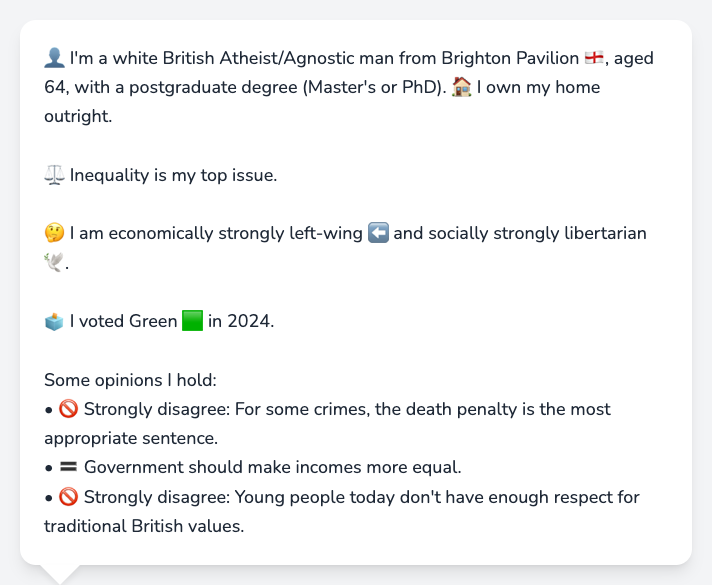 👤 I'm a white British Atheist/Agnostic man from Brighton Pavilion 🏴󠁧󠁢󠁥󠁮󠁧󠁿, aged
64, with a postgraduate degree (Master's or PhD). 🏠 I own my home
outright.
⚖️ Inequality is my top issue.
🤔 I am economically strongly left-wing ⬅️ and socially strongly libertarian
🕊️.
🗳️ I voted Green 🟩 in 2024.
Some opinions I hold:
• 🚫 Strongly disagree: For some crimes, the death penalty is the most
appropriate sentence.
• 🟰 Government should make incomes more equal.
• 🚫 Strongly disagree: Young people today don't have enough respect for
traditional British values.